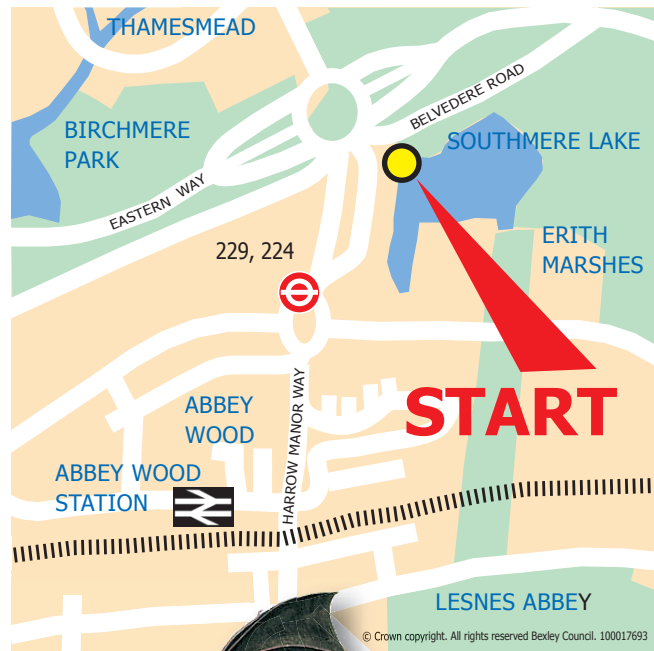 THAMESMEAD
BELVEDERE ROAD
BIRCHMERE
PARK
SOUTHMERE LAKE
EASTERN WAY
229, 224
ERITH
MARSHES
START
ABBEY
WOOD
HARROW MANOR WAY
ABBEY WOOD
STATION
LESNES ABBEY
© Crown copyright. All rights reserved Bexley Council. 100017693